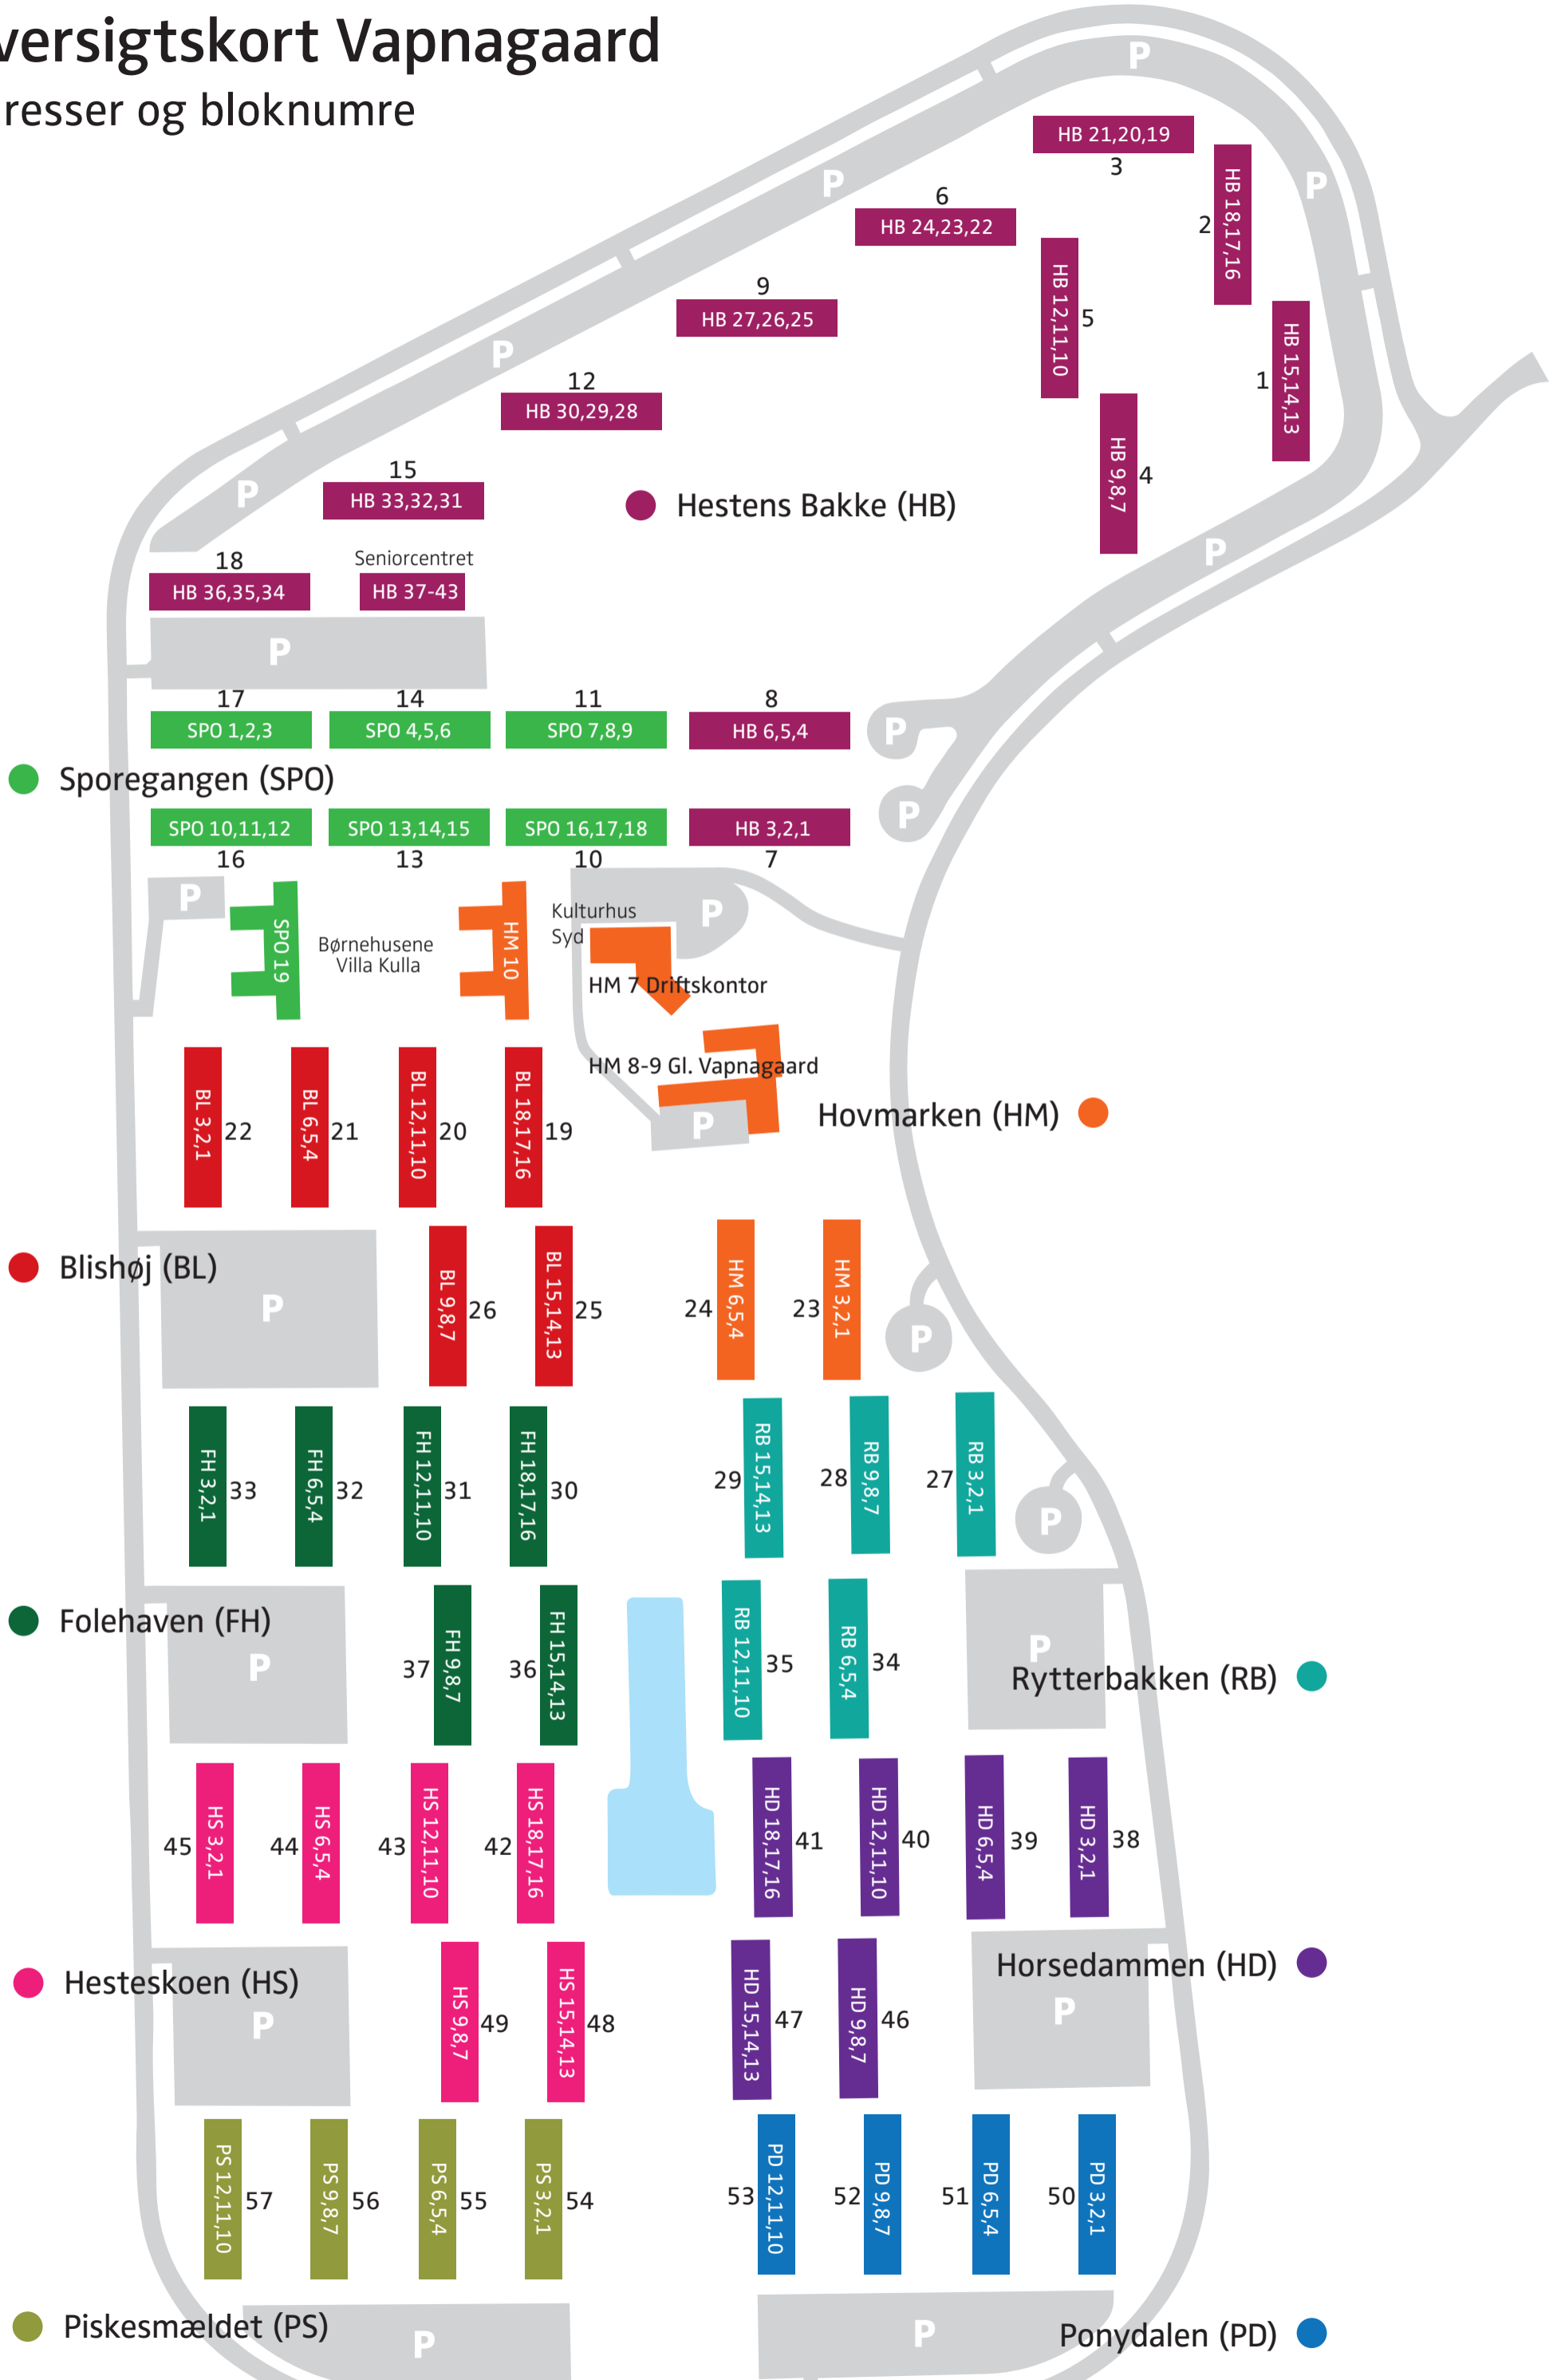 versigtskort Vapnagaard
resser og bloknumre
P
P
P
P
P
P
HB 21,20,19
3
HB 18,17,16
2
6
HB 24,23,22
HB 12,11,10
5
HB 15,14,13
1
9
HB 27,26,25
HB 9,8,7
4
12
HB 30,29,28
15
HB 33,32,31
Hestens Bakke (HB)
18
HB 36,35,34
Seniorcentret
HB 37-43
P
17
SPO 1,2,3
14
SPO 4,5,6
11
SPO 7,8,9
8
HB 6,5,4
P
Sporegangen (SPO)
P
SPO 10,11,12
16
SPO 13,14,15
13
SPO 16,17,18
10
HB 3,2,1
7
P
SPO 19
Børnehusene
Villa Kulla
HM 10
Kulturhus
Syd
P
HM 7 Driftskontor
HM 8-9 Gl. Vapnagaard
P
Hovmarken (HM)
BL 3,2,1
22
BL 6,5,4
21
BL 12,11,10
20
BL 18,17,16
19
Blishøj (BL)
P
BL 9,8,7
26
BL 15,14,13
25
24
HM 6,5,4
23
HM 3,2,1
P
FH 3,2,1
33
FH 6,5,4
32
FH 12,11,10
31
FH 18,17,16
30
29
RB 15,14,13
28
RB 9,8,7
27
RB 3,2,1
P
Folehaven (FH)
P
37
FH 9,8,7
36
FH 15,14,13
RB 12,11,10
35
RB 6,5,4
34
P
Rytterbakken (RB)
45
HS 3,2,1
44
HS 6,5,4
43
HS 12,11,10
42
HS 18,17,16
HD 18,17,16
41
HD 12,11,10
40
HD 6,5,4
39
HD 3,2,1
38
Hesteskoen (HS)
P
HS 9,8,7
49
HS 15,14,13
48
HD 15,14,13
47
HD 9,8,7
46
Horsedammen (HD)
P
PS 12,11,10
57
PS 9,8,7
56
PS 6,5,4
55
PS 3,2,1
54
53
PD 12,11,10
52
PD 9,8,7
51
PD 6,5,4
50
PD 3,2,1
Piskesmældet (PS)
P
P
Ponydalen (PD)